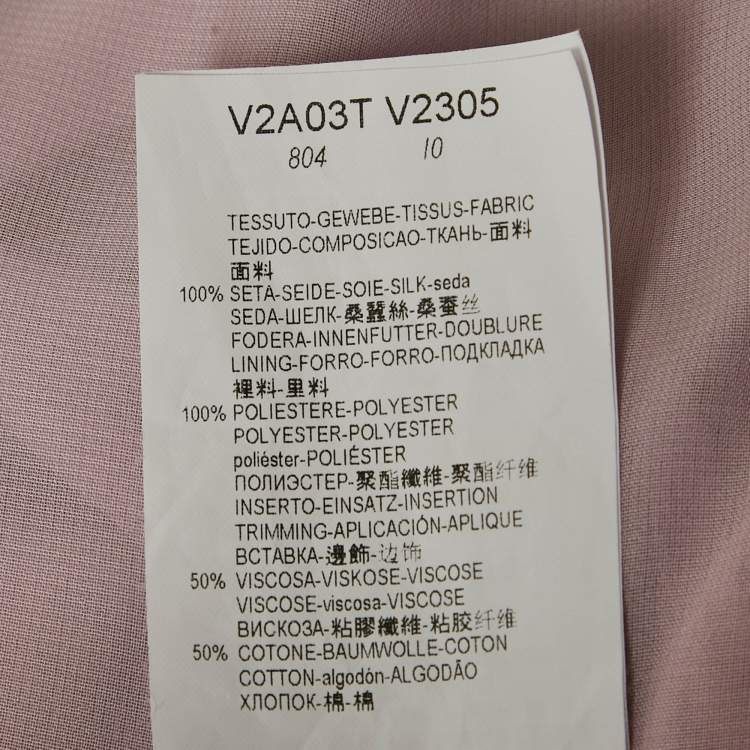 V2A03T V2305
804 10
TESSUTO-GEWEBE-TISSUS-FABRIC
TEJIDO-COMPOSICAO-ТКАНЬ-面料
面料
100% SETA-SEIDE-SOIE-SILK-seda
SEDA-ШЕЛК-桑蠶絲-桑蚕丝
FODERA-INNENFUTTER-DOUBLURE
LINING-FORRO-FORRO-ПОДКЛАДКА
裡料-里料
100% POLIESTERE-POLYESTER
POLYESTER-POLYESTER
poliéster-POLIÉSTER
ПОЛИЭСТЕР-聚酯纖維-聚酯纤维
INSERTO-EINSATZ-INSERTION
TRIMMING-APLICACIÓN-APLIQUE
ВСТАВКА-邊飾-边饰
50% VISCOSA-VISKOSE-VISCOSE
VISCOSE-viscosa-VISCOSE
ВИСКОЗА-粘膠纖維-粘胶纤维
50% COTONE-BAUMWOLLE-COTON
COTTON-algodón-ALGODÃO
ХЛОПОК-棉-棉